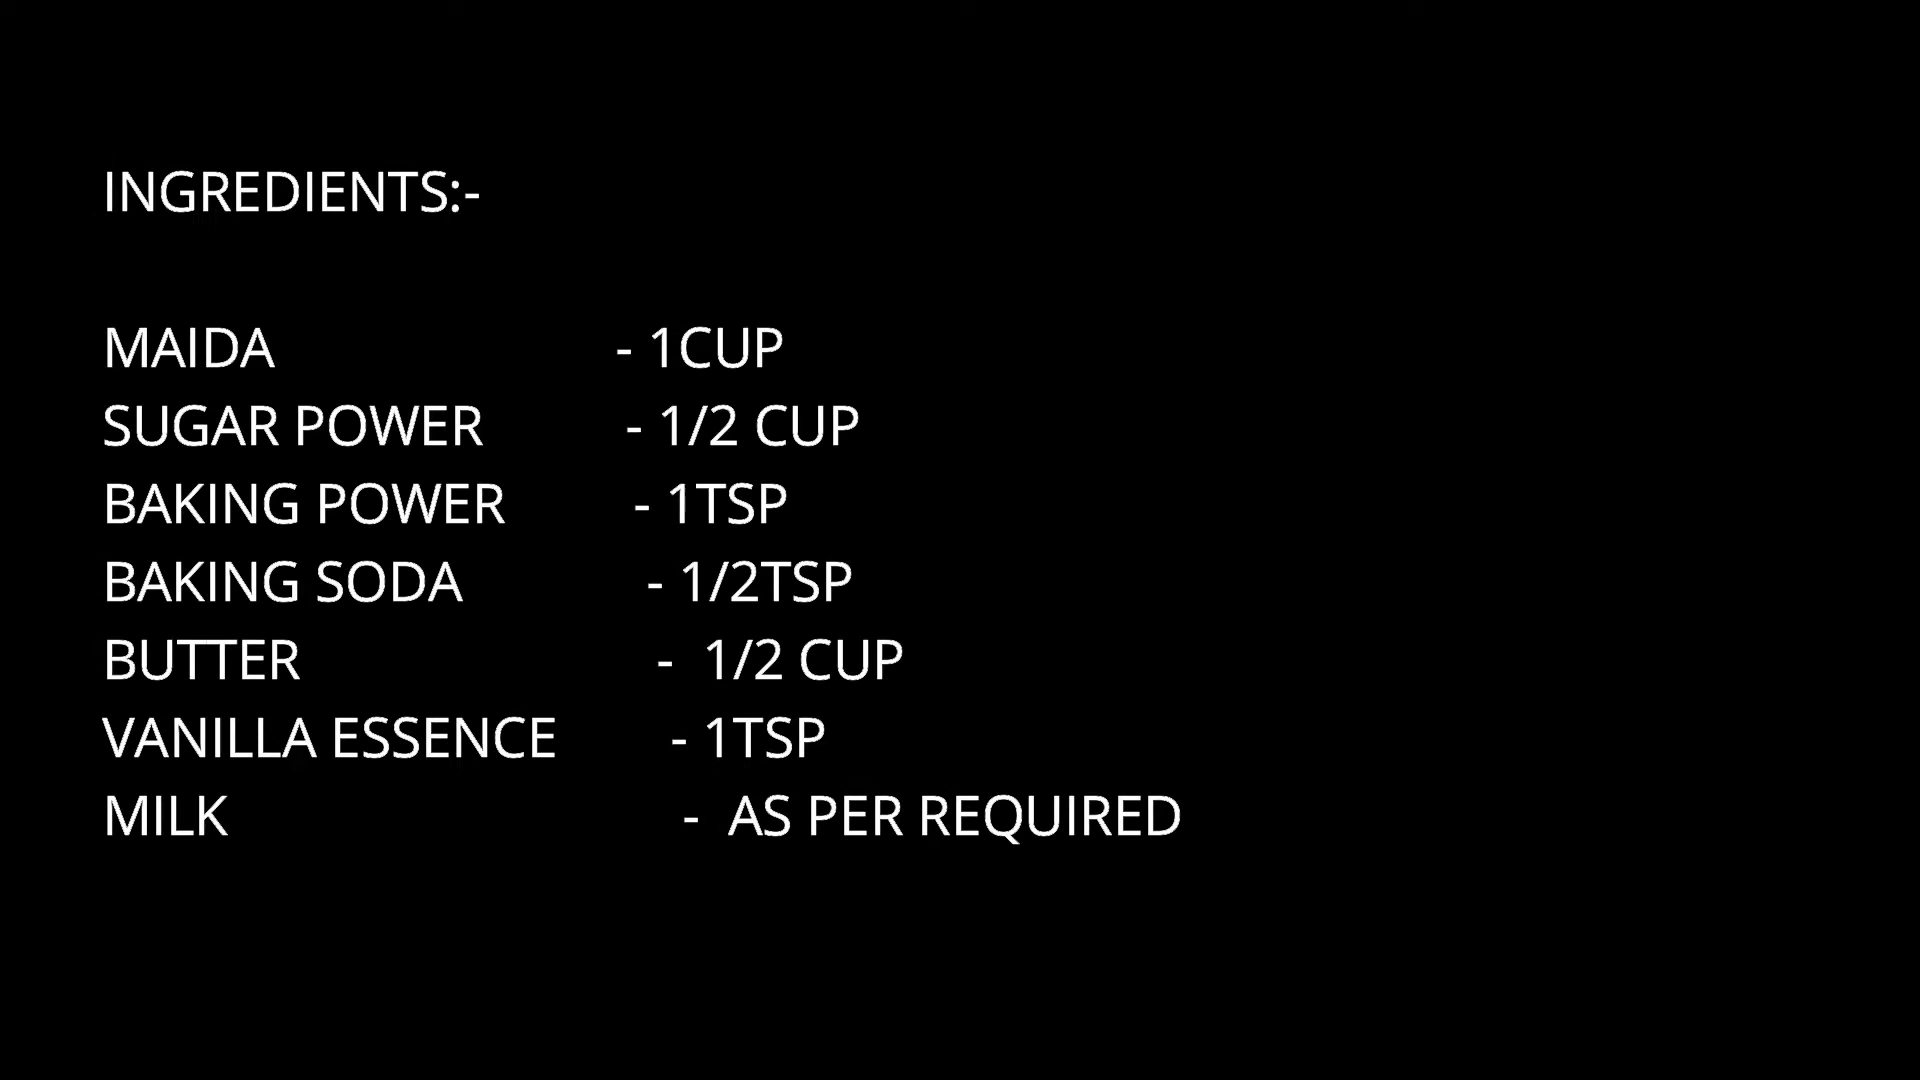 INGREDIENTS:-
MAIDA - 1CUP
SUGAR POWER - 1/2 CUP
BAKING POWER - 1TSP
BAKING SODA - 1/2TSP
BUTTER - 1/2 CUP
VANILLA ESSENCE - 1TSP
MILK - AS PER REQUIRED